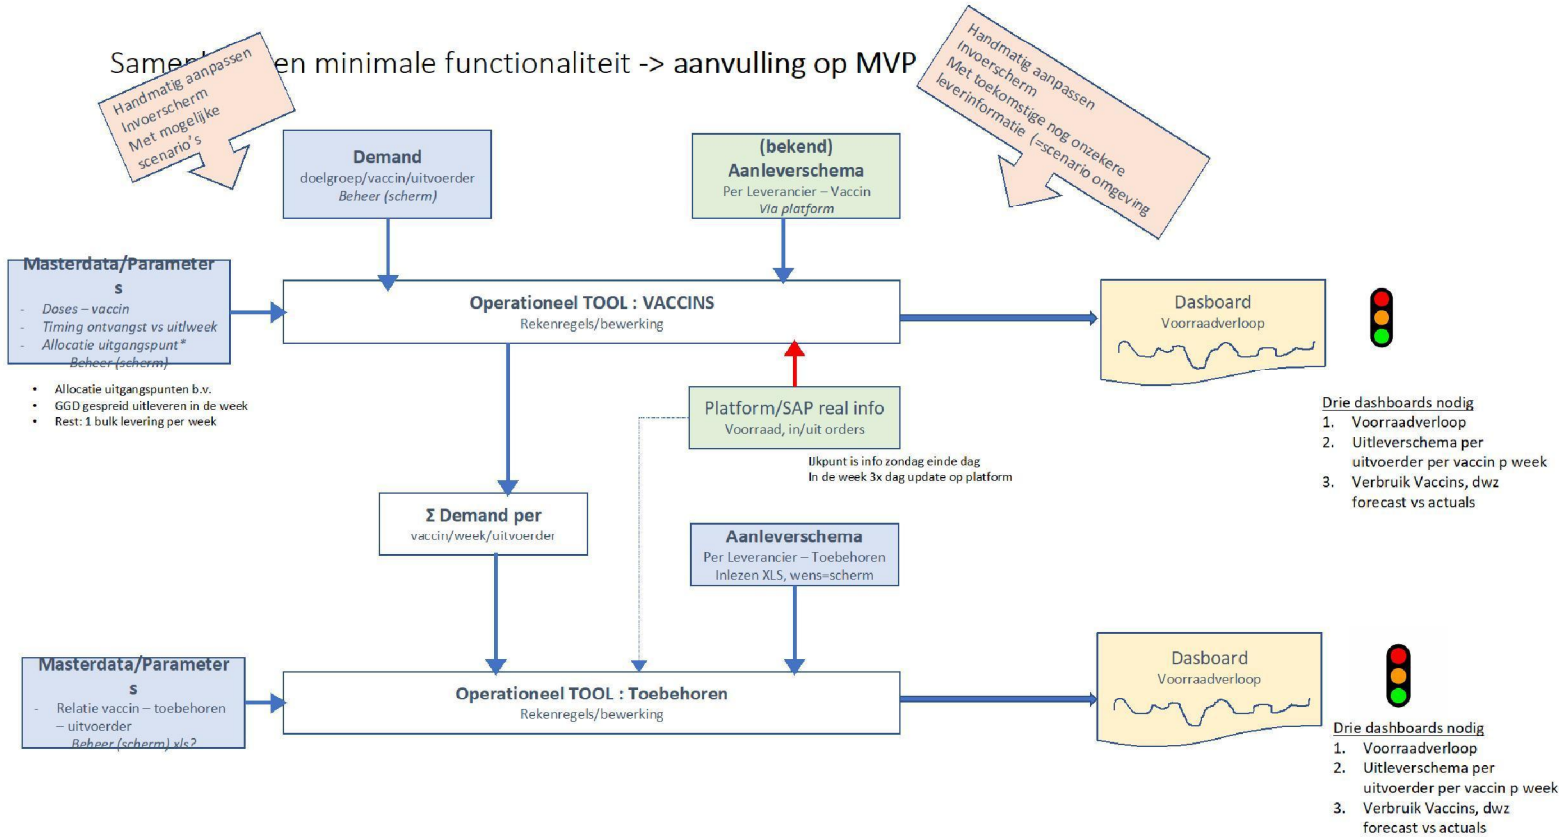 Samen en minimale functionaliteit -> aanvulling op MVP
Handmatig aanpassen
Invoerscherm
Met mogelijke
scenario's
Handmatig aanpassen
Invoerscherm
Met toekomstige nog onzekere
leverinformatie (=scenario omgeving
Demand
doelgroep/vaccin/uitvoerder
Beheer (scherm)
(bekend)
Aanleverschema
Per Leverancier – Vaccin
Via platform
Masterdata/Parameter
s
- Doses – vaccin
- Timing ontvangst vs uitlweek
- Allocatie uitgangspunt*
Beheer (scherm)
• Allocatie uitgangspunten b.v.
• GGD gespreid uitleveren in de week
• Rest: 1 bulk levering per week
Operationeel TOOL : VACCINS
Rekenregels/bewerking
Dasboard
Voorraadverloop
Platform/SAP real info
Voorraad, in/uit orders
IJkpunt is info zondag einde dag
In de week 3x dag update op platform
Drie dashboards nodig
1. Voorraadverloop
2. Uitleverschema per
uitvoerder per vaccin p week
3. Verbruik Vaccins, dwz
forecast vs actuals
Σ Demand per
vaccin/week/uitvoerder
Aanleverschema
Per Leverancier – Toebehoren
Inlezen XLS, wens=scherm
Masterdata/Parameter
s
- Relatie vaccin – toebehoren
– uitvoerder
Beheer (scherm) xls?
Operationeel TOOL : Toebehoren
Rekenregels/bewerking
Dasboard
Voorraadverloop
Drie dashboards nodig
1. Voorraadverloop
2. Uitleverschema per
uitvoerder per vaccin p week
3. Verbruik Vaccins, dwz
forecast vs actuals